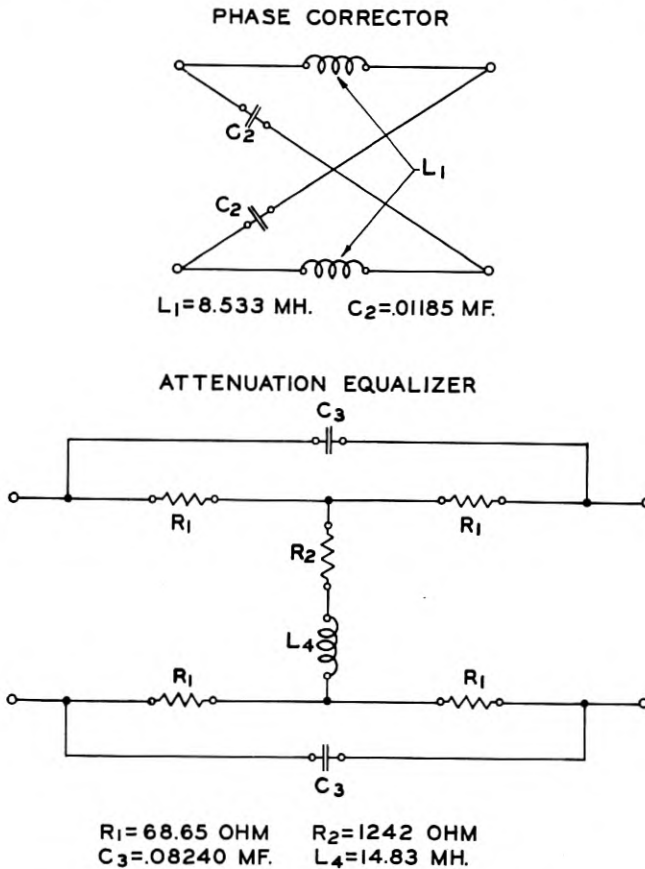 PHASE CORRECTOR
C2
C2
L1
L1=8.533 MH. C2=.01185 MF.
ATTENUATION EQUALIZER
C3
R1
R1
R2
L4
R1
R1
C3
R1=68.65 OHM R2=1242 OHM
C3=.08240 MF. L4=14.83 MH.